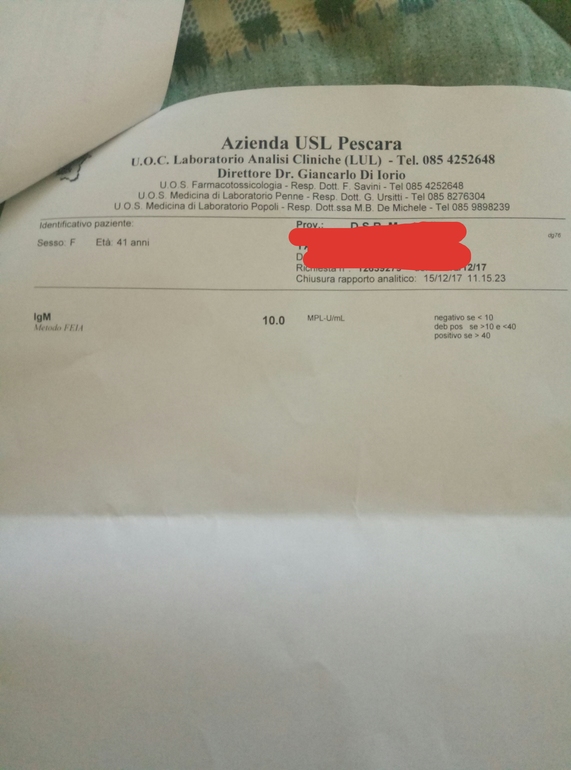 Azienda USL Pescara
U.O.C. Laboratorio Analisi Cliniche (LUL) - Tel. 085 4252648
Direttore Dr. Giancarlo Di Iorio
U.O.S. Farmacotossicologia - Resp. Dott. F. Savini - Tel 085 4252648
U.O.S. Medicina di Laboratorio Penne - Resp. Dott. G. Ursitti - Tel 085 8276304
U.O.S. Medicina di Laboratorio Popoli - Resp. Dott.ssa M.B. De Michele - Tel 085 9898239
Identificativo paziente: Prov.:
Sesso: F Età: 41 anni
Richiesta n° 12/17
Chiusura rapporto analitico: 15/12/17 11.15.23
IgM 10.0 MPL-U/mL negativo se < 10
Metodo FEIA deb pos se >10 e <40
positivo se > 40